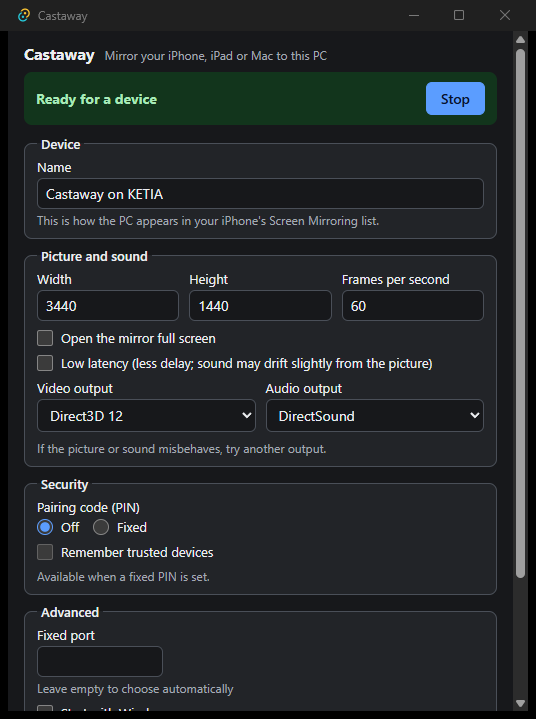 Castaway
Castaway Mirror your iPhone, iPad or Mac to this PC
Ready for a device
Stop
Device
Name
Castaway on KETIA
This is how the PC appears in your iPhone's Screen Mirroring list.
Picture and sound
Width Height Frames per second
3440 1440 60
Open the mirror full screen
Low latency (less delay; sound may drift slightly from the picture)
Video output Audio output
Direct3D 12 DirectSound
If the picture or sound misbehaves, try another output.
Security
Pairing code (PIN)
Off Fixed
Remember trusted devices
Available when a fixed PIN is set.
Advanced
Fixed port
Leave empty to choose automatically